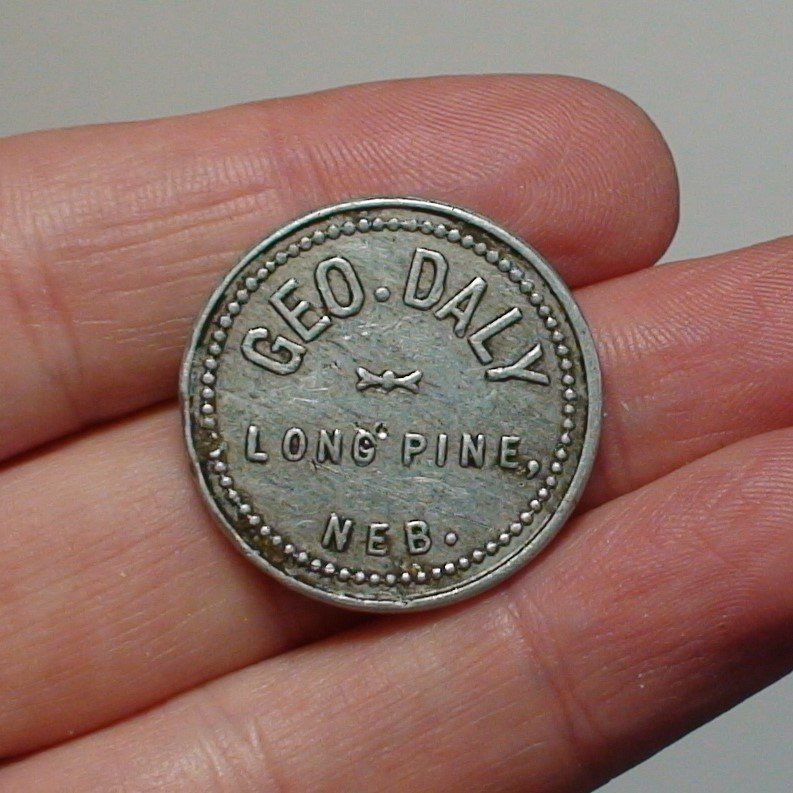 GEO. DALY
LONG PINE,
NEB.